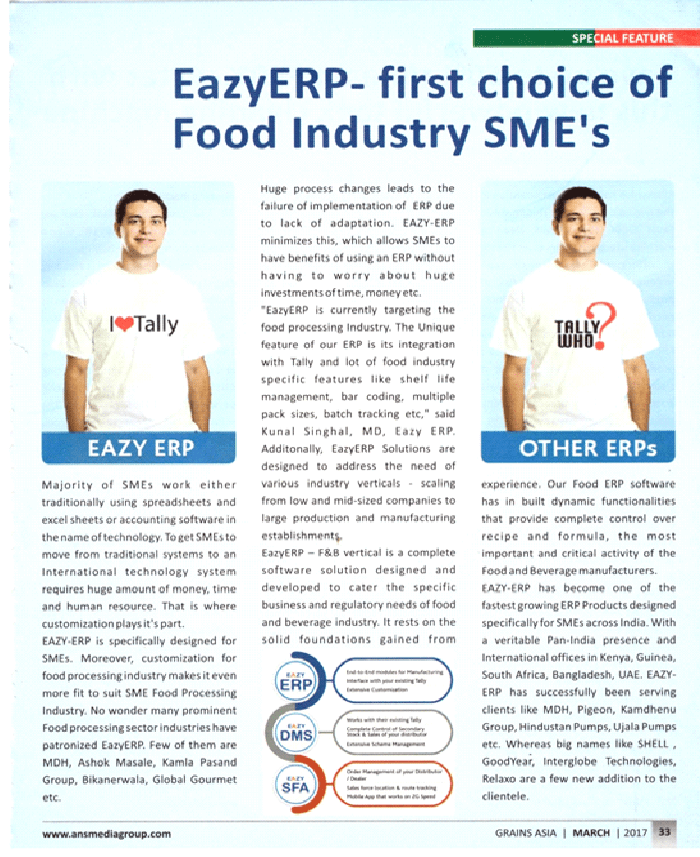 SPECIAL FEATURE
EazyERP- first choice of
Food Industry SME's
I❤Tally
EAZY ERP
Majority of SMEs work either
traditionally using spreadsheets and
excel sheets or accounting software in
the name of technology. To get SMEs to
move from traditional systems to an
International technology system
requires huge amount of money, time
and human resource. That is where
customization plays it's part.
EAZY-ERP is specifically designed for
SMEs. Moreover, customization for
food processing industry makes it even
more fit to suit SME Food Processing
Industry. No wonder many prominent
Food processing sector industries have
patronized EazyERP. Few of them are
MDH, Ashok Masale, Kamla Pasand
Group, Bikanerwala, Global Gourmet
etc.
Huge process changes leads to the
failure of implementation of ERP due
to lack of adaptation. EAZY-ERP
minimizes this, which allows SMEs to
have benefits of using an ERP without
having to worry about huge
investments of time, money etc.
"EazyERP is currently targeting the
food processing Industry. The Unique
feature of our ERP is its integration
with Tally and lot of food industry
specific features like shelf life
management, bar coding, multiple
pack sizes, batch tracking etc," said
Kunal Singhal, MD, Eazy ERP.
Additonally, EazyERP Solutions are
designed to address the need of
various industry verticals - scaling
from low and mid-sized companies to
large production and manufacturing
establishments.
EazyERP – F&B vertical is a complete
software solution designed and
developed to cater the specific
business and regulatory needs of food
and beverage industry. It rests on the
solid foundations gained from
EAZY
ERP
End to End modules for Manufacturing
Interface with your existing Tally
Extensive Customization
EAZY
DMS
Works with their existing Tally
Complete Control of Secondary
Stock & Sales of your distributor
Extensive Scheme Management
EAZY
SFA
Order Management of your Distributor
/ Dealer
Sales force location & route tracking
Mobile App that works on 2G Speed
TALLY
WHO?
OTHER ERPs
experience. Our Food ERP software
has in built dynamic functionalities
that provide complete control over
recipe and formula, the most
important and critical activity of the
Food and Beverage manufacturers.
EAZY-ERP has become one of the
fastest growing ERP Products designed
specifically for SMEs across India. With
a veritable Pan-India presence and
International offices in Kenya, Guinea,
South Africa, Bangladesh, UAE. EAZY-
ERP has successfully been serving
clients like MDH, Pigeon, Kamdhenu
Group, Hindustan Pumps, Ujala Pumps
etc. Whereas big names like SHELL ,
GoodYear, Interglobe Technologies,
Relaxo are a few new addition to the
clientele.
www.ansmediagroup.com
GRAINS ASIA | MARCH | 2017 33